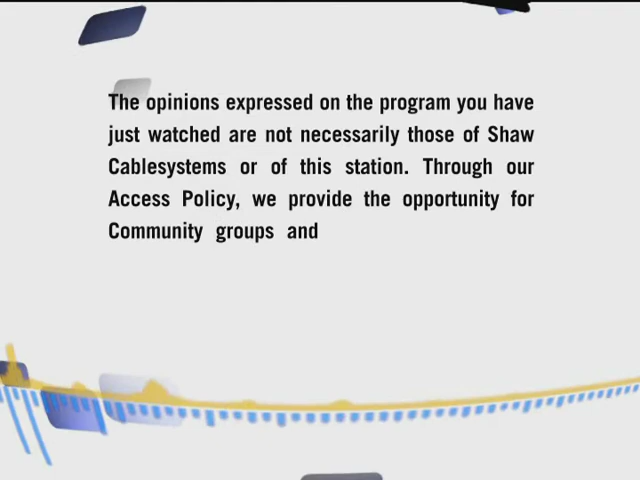 The opinions expressed on the program you have
just watched are not necessarily those of Shaw
Cablesystems or of this station. Through our
Access Policy, we provide the opportunity for
Community groups and